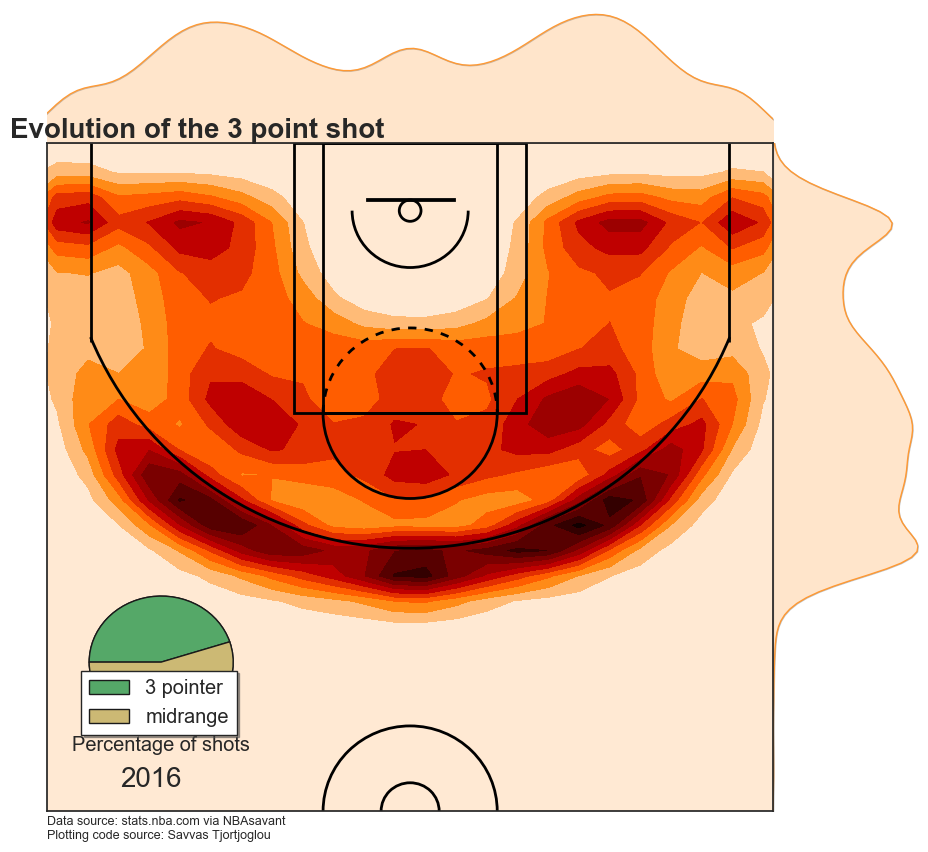 Evolution of the 3 point shot
3 pointer
midrange
Percentage of shots
2016
Data source: stats.nba.com via NBAsavant
Plotting code source: Savvas Tjortjoglou